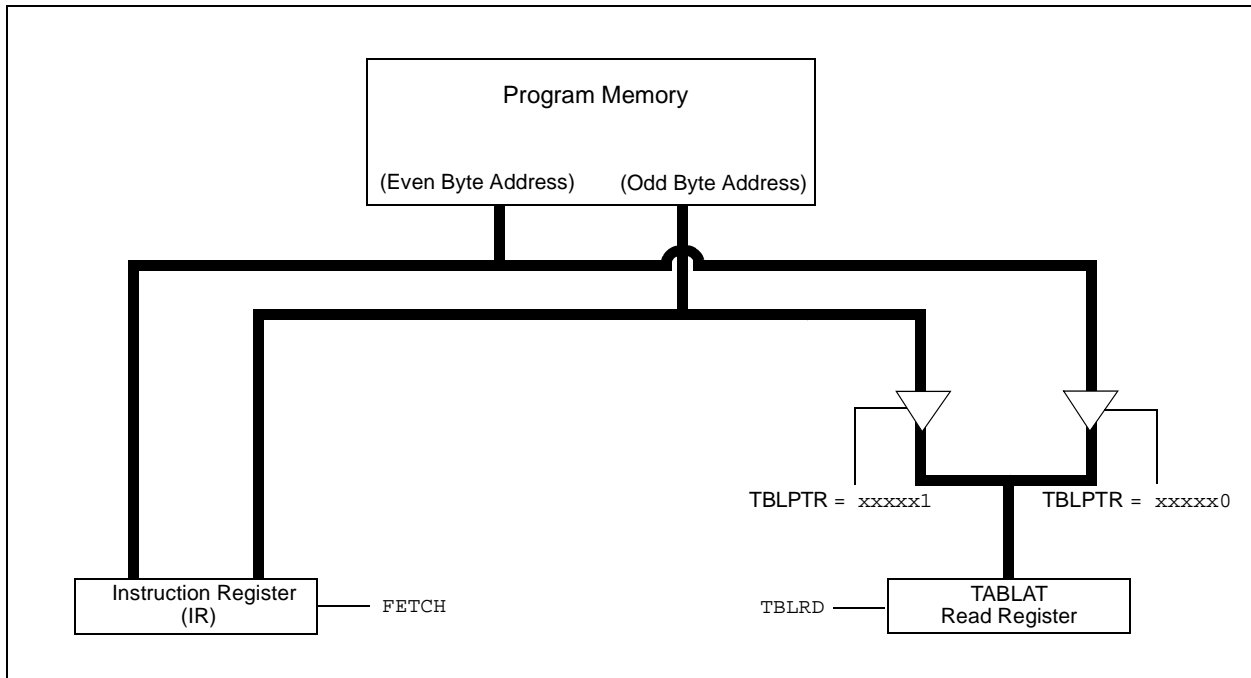 Program Memory
(Even Byte Address) (Odd Byte Address)
TBLPTR = xxxxx1
TBLPTR = xxxxx0
Instruction Register
(IR)
FETCH
TBLRD
TABLAT
Read Register